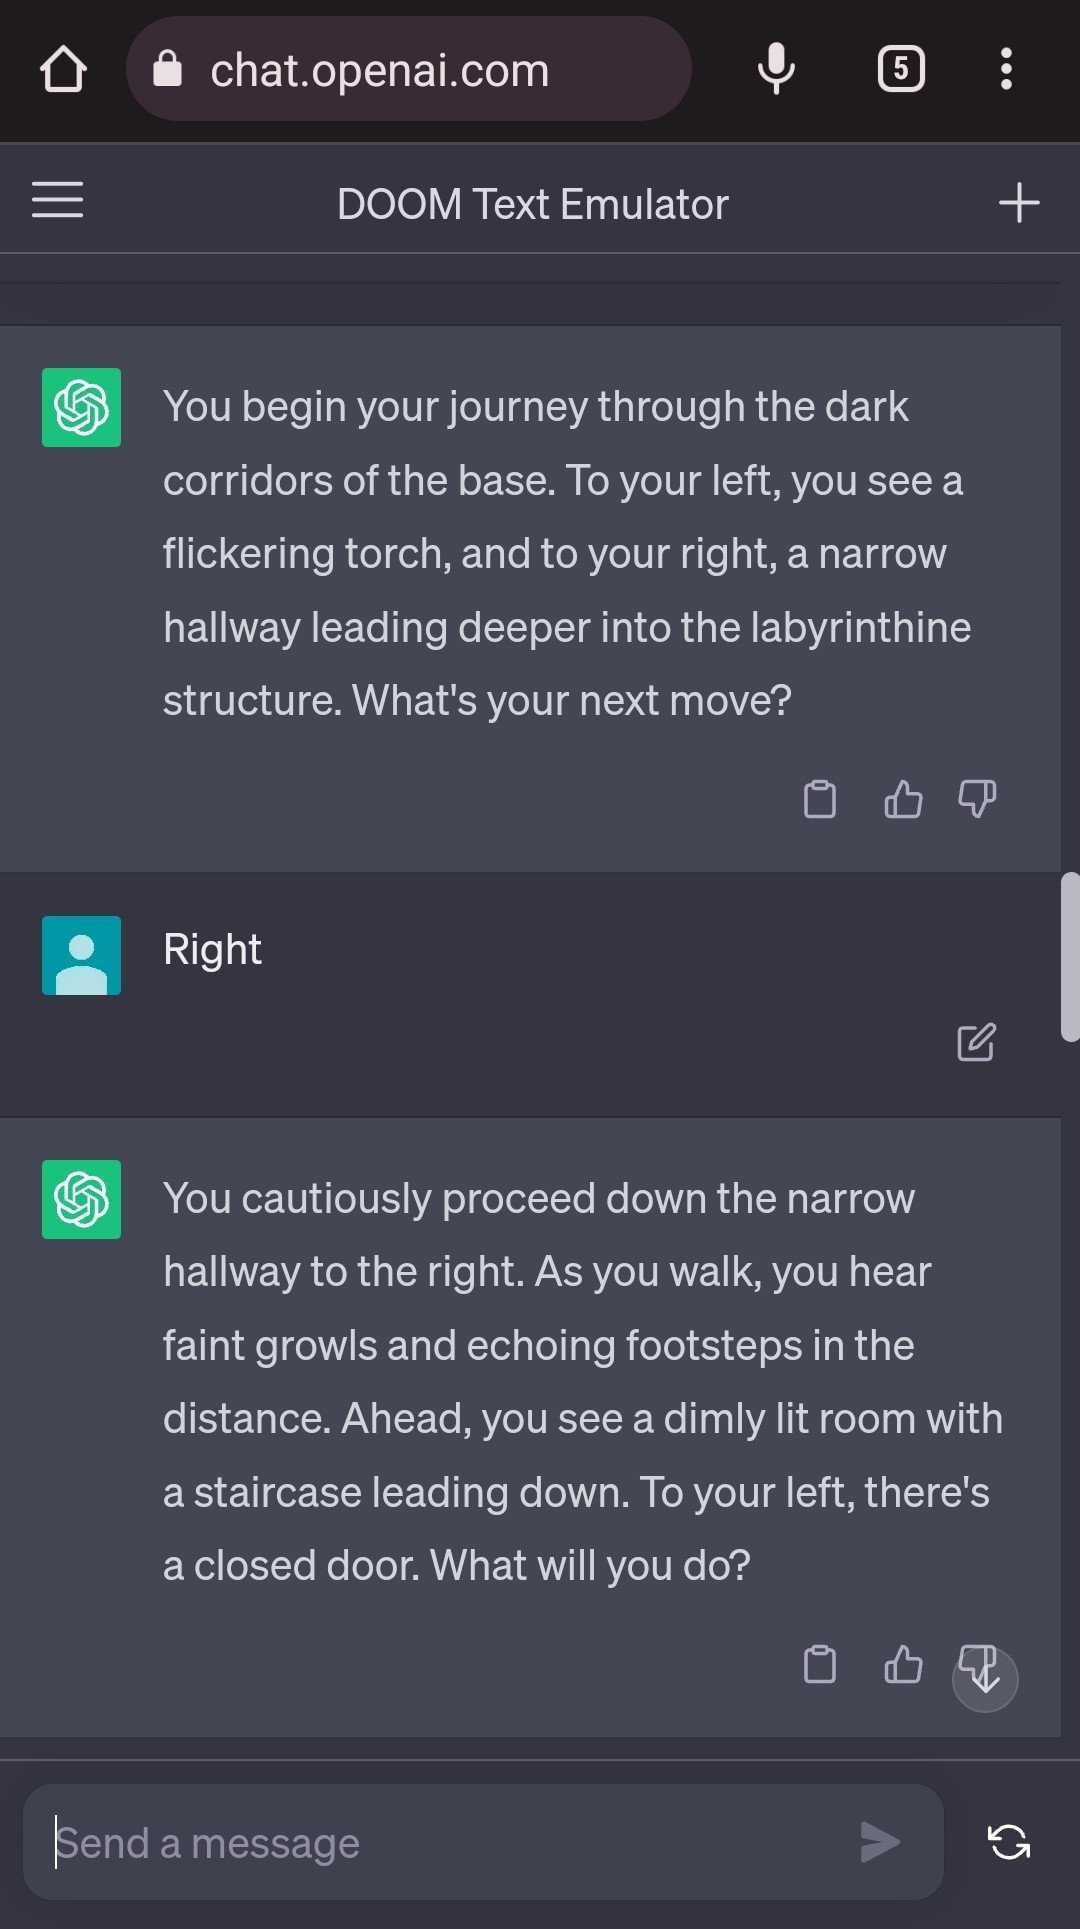 chat.openai.com
5
DOOM Text Emulator
You begin your journey through the dark
corridors of the base. To your left, you see a
flickering torch, and to your right, a narrow
hallway leading deeper into the labyrinthine
structure. What's your next move?
Right
You cautiously proceed down the narrow
hallway to the right. As you walk, you hear
faint growls and echoing footsteps in the
distance. Ahead, you see a dimly lit room with
a staircase leading down. To your left, there's
a closed door. What will you do?
Send a message